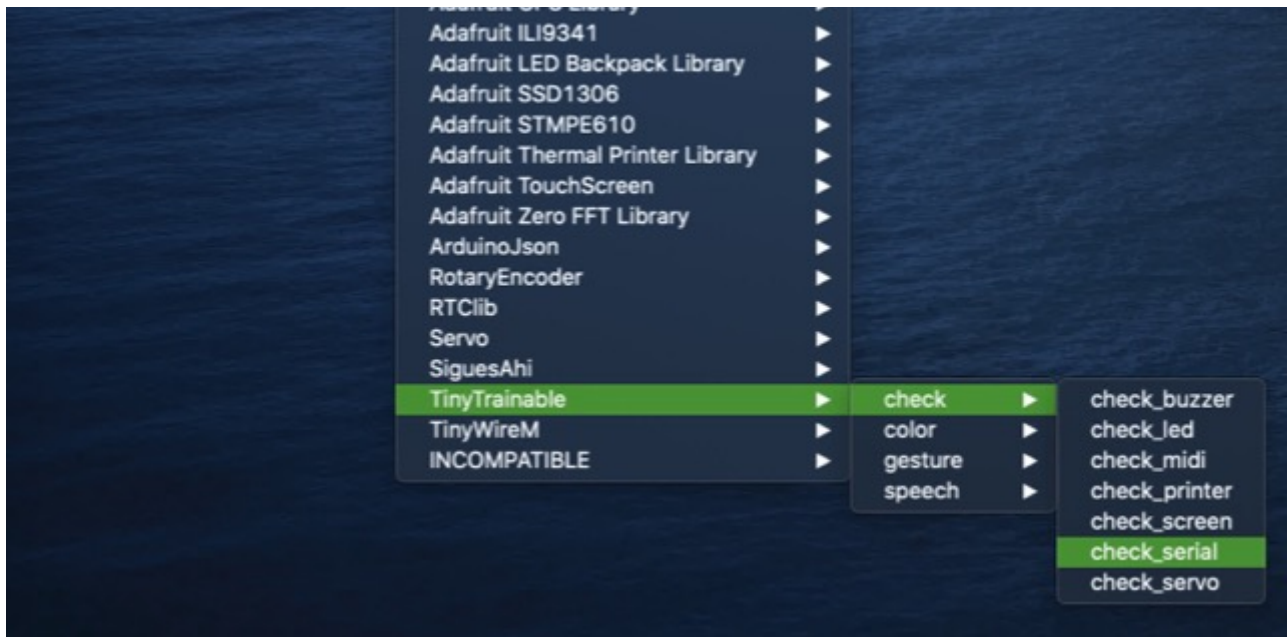 Adafruit ILI9341
Adafruit LED Backpack Library
Adafruit SSD1306
Adafruit STMPE610
Adafruit Thermal Printer Library
Adafruit TouchScreen
Adafruit Zero FFT Library
ArduinoJson
RotaryEncoder
RTClib
Servo
SiguesAhi
TinyTrainable
TinyWireM
INCOMPATIBLE
check
color
gesture
speech
check_buzzer
check_led
check_midi
check_printer
check_screen
check_serial
check_servo